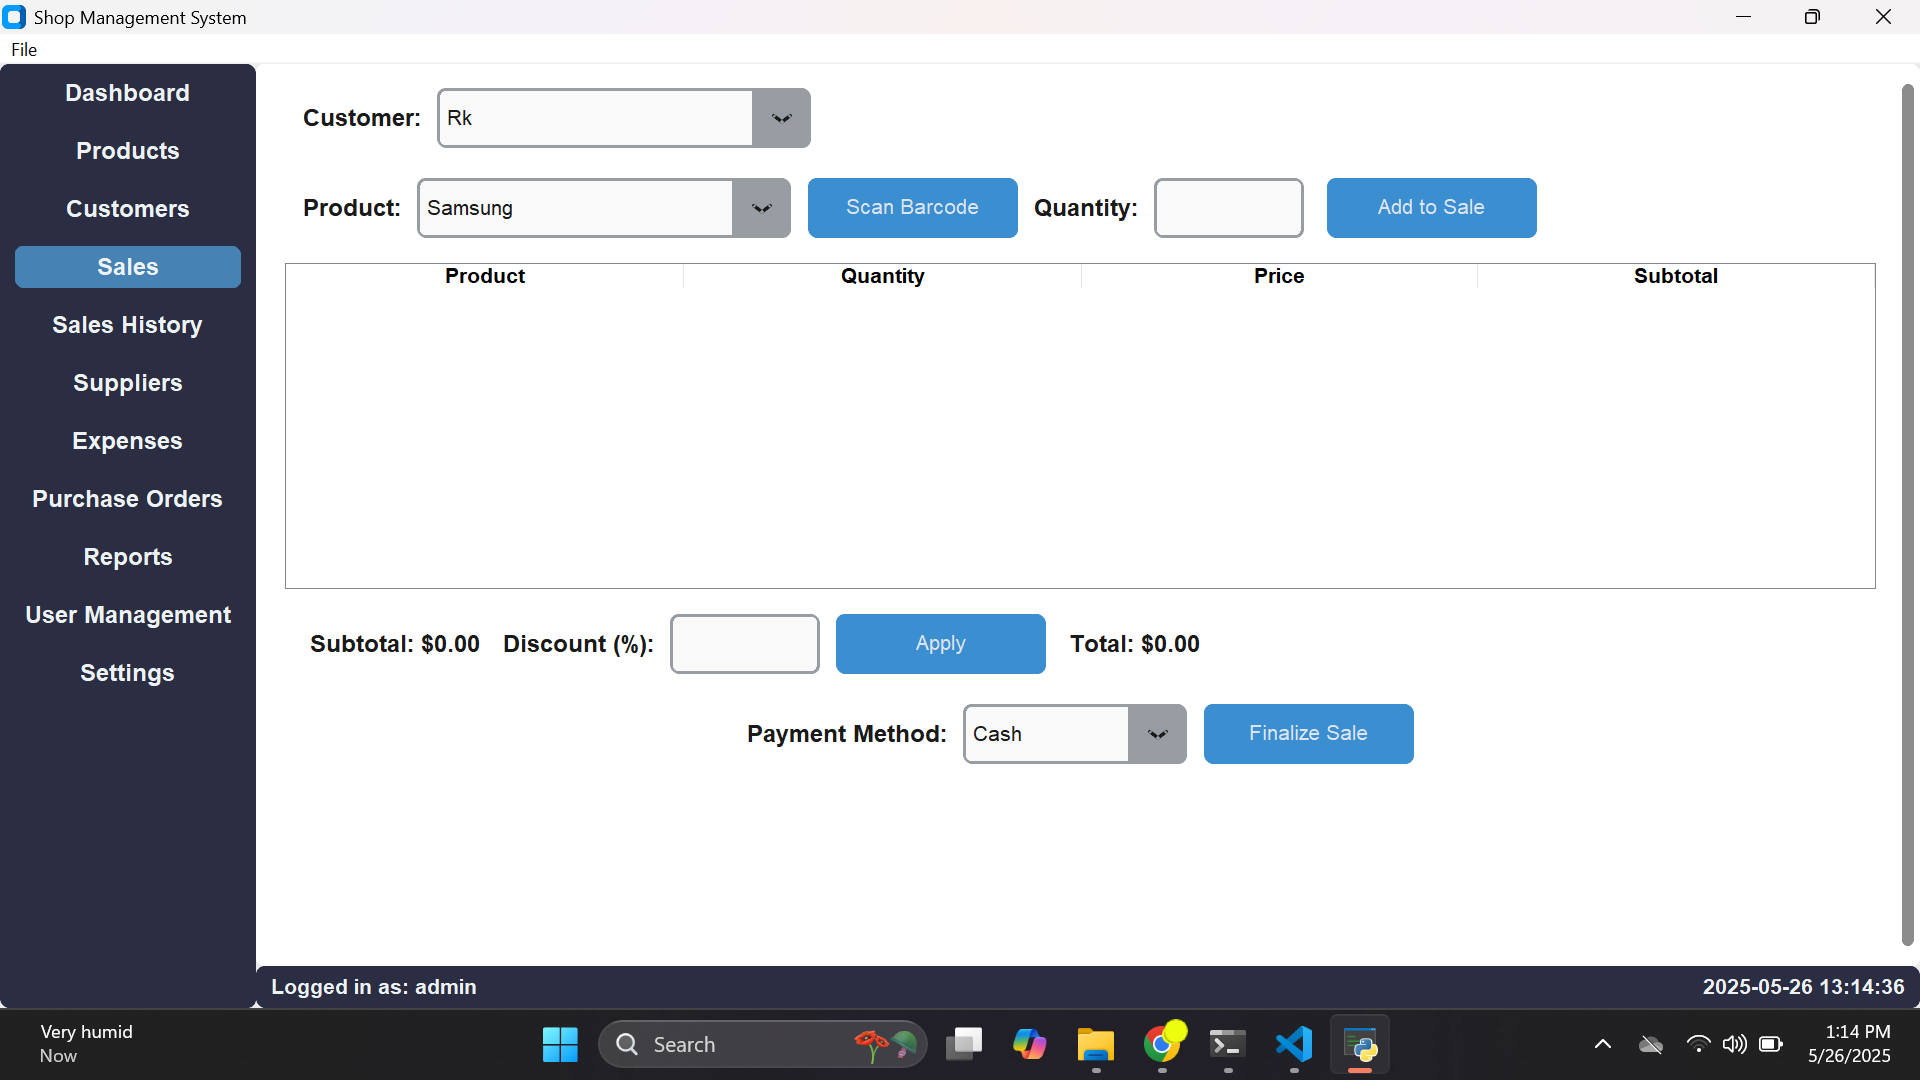 Shop Management System
File
Dashboard
Products
Customers
Sales
Sales History
Suppliers
Expenses
Purchase Orders
Reports
User Management
Settings
Customer: Rk
Product: Samsung Scan Barcode Quantity: Add to Sale
Product Quantity Price Subtotal
Subtotal: $0.00 Discount (%): Apply Total: $0.00
Payment Method: Cash Finalize Sale
Logged in as: admin 2025-05-26 13:14:36
Very humid
Now
Search
1:14 PM
5/26/2025